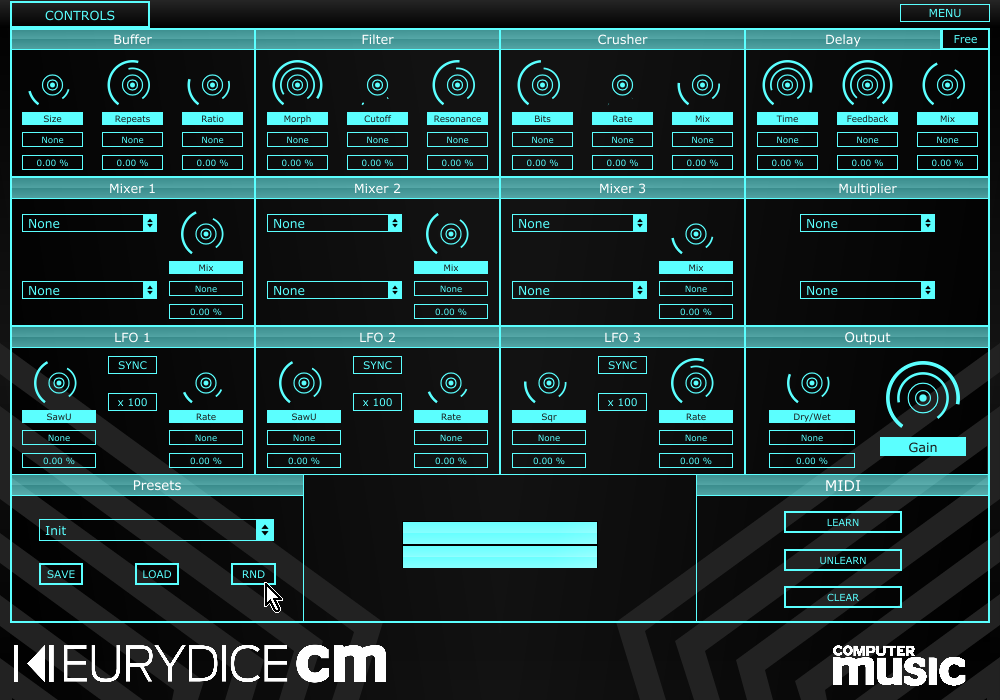 CONTROLS MENU
Buffer Filter Crusher Delay Free
Size Repeats Ratio Morph Cutoff Resonance Bits Rate Mix Time Feedback Mix
None None None None None None None None None None None None
0.00 % 0.00 % 0.00 % 0.00 % 0.00 % 0.00 % 0.00 % 0.00 % 0.00 % 0.00 % 0.00 % 0.00 %
Mixer 1 Mixer 2 Mixer 3 Multiplier
None None None None
Mix Mix Mix
None None None None None None None
0.00 % 0.00 % 0.00 %
LFO 1 LFO 2 LFO 3 Output
SYNC SYNC SYNC
x 100 x 100 x 100
SawU Rate SawU Rate Sqr Rate Dry/Wet
None None None None None None None
Gain
0.00 % 0.00 % 0.00 % 0.00 % 0.00 % 0.00 % 0.00 %
Presets MIDI
Init LEARN
UNLEARN
SAVE LOAD RND
CLEAR
EURYDICE cm
COMPUTER
music